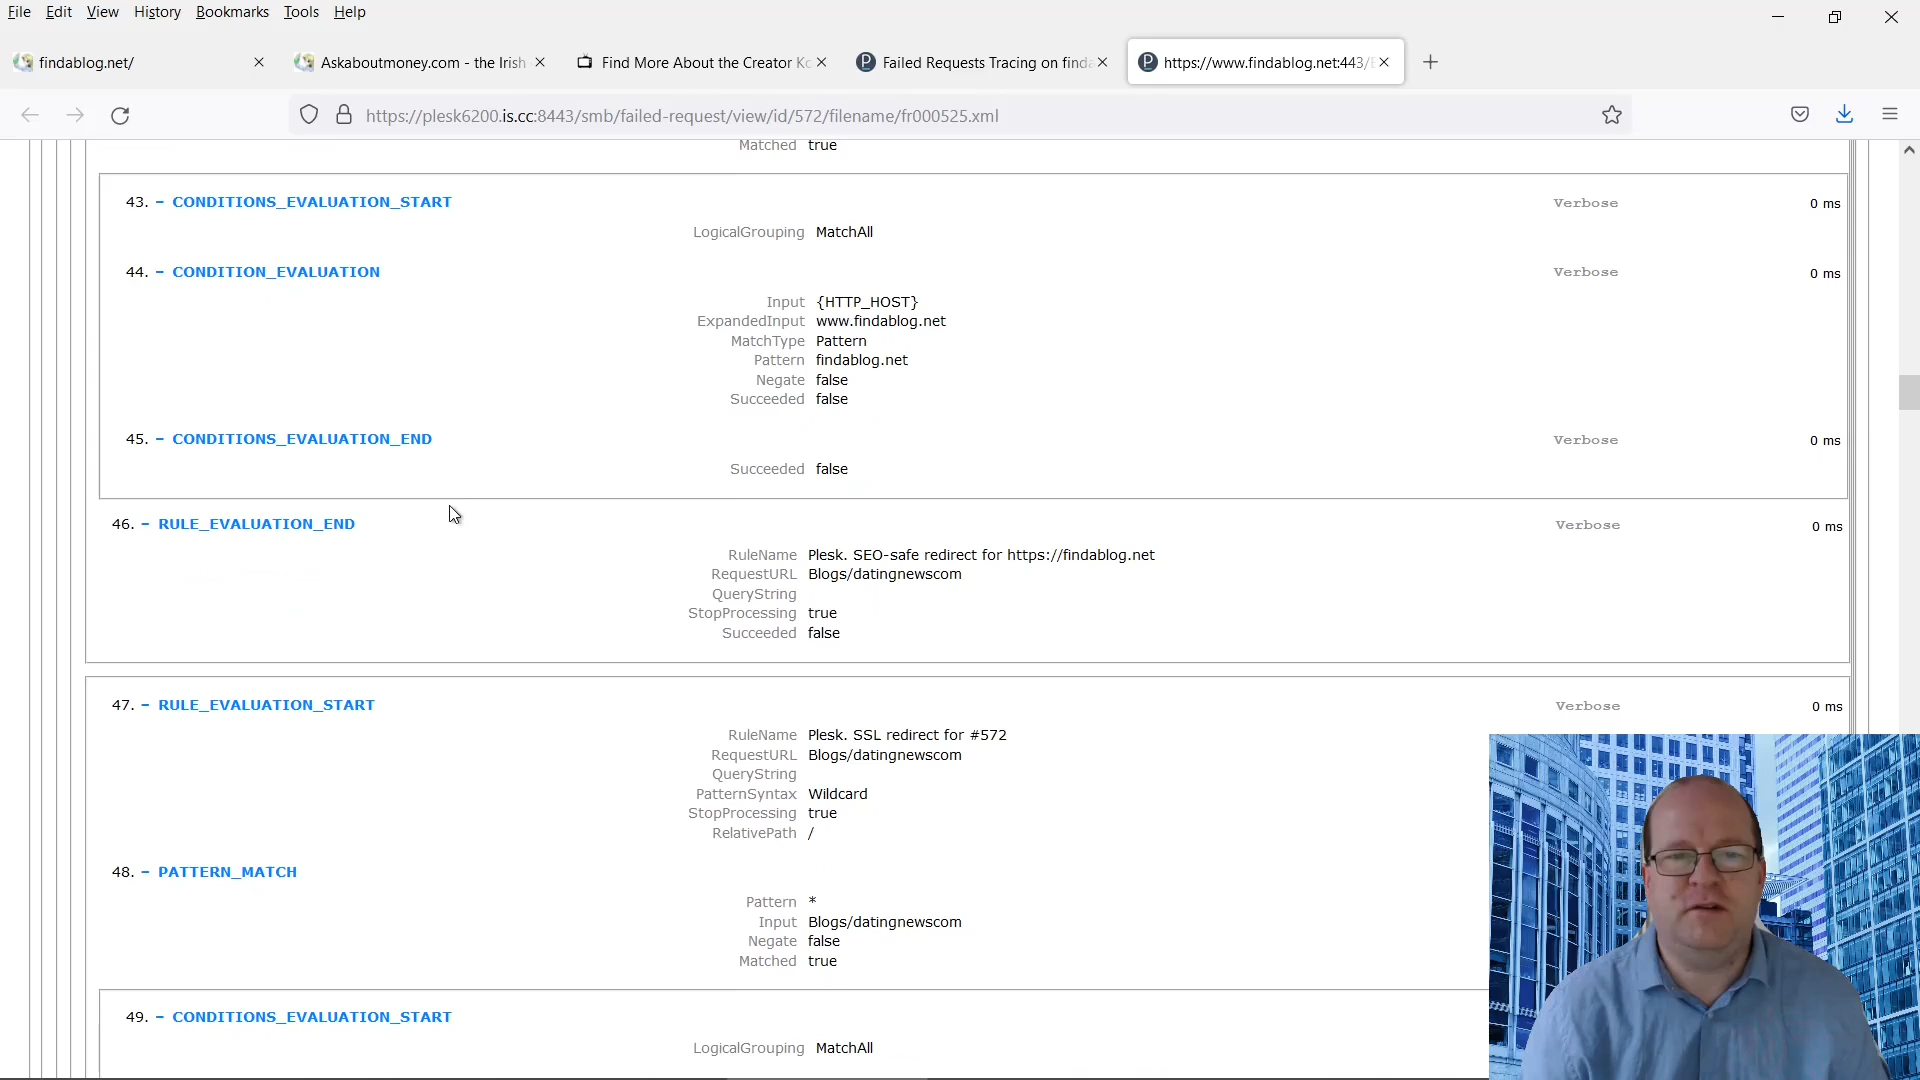 File Edit View History Bookmarks Tools Help
findablog.net/
Askaboutmoney.com - the Irish
Find More About the Creator Ko
Failed Requests Tracing on finda
https://www.findablog.net:443/
https://plesk6200.is.cc:8443/smb/failed-request/view/id/572/filename/fr000525.xml
Matched true
43. - CONDITIONS_EVALUATION_START Verbose 0 ms
LogicalGrouping MatchAll
44. - CONDITION_EVALUATION Verbose 0 ms
Input {HTTP_HOST}
ExpandedInput www.findablog.net
MatchType Pattern
Pattern findablog.net
Negate false
Succeeded false
45. - CONDITIONS_EVALUATION_END Verbose 0 ms
Succeeded false
46. - RULE_EVALUATION_END Verbose 0 ms
RuleName Plesk. SEO-safe redirect for https://findablog.net
RequestURL Blogs/datingnewscom
QueryString
StopProcessing true
Succeeded false
47. - RULE_EVALUATION_START Verbose 0 ms
RuleName Plesk. SSL redirect for #572
RequestURL Blogs/datingnewscom
QueryString
PatternSyntax Wildcard
StopProcessing true
RelativePath /
48. - PATTERN_MATCH
Pattern *
Input Blogs/datingnewscom
Negate false
Matched true
49. - CONDITIONS_EVALUATION_START
LogicalGrouping MatchAll